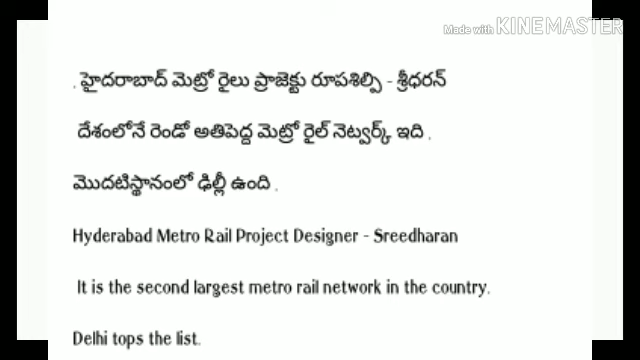 Made with KINEMASTER
. హైదరాబాద్ మెట్రో రైలు ప్రాజెక్టు రూపశిల్పి - శ్రీధరన్
దేశంలోనే రెండో అతిపెద్ద మెట్రో రైల్ నెట్వర్క్ ఇది .
మొదటిస్థానంలో ఢిల్లీ ఉంది .
Hyderabad Metro Rail Project Designer - Sreedharan
It is the second largest metro rail network in the country.
Delhi tops the list.